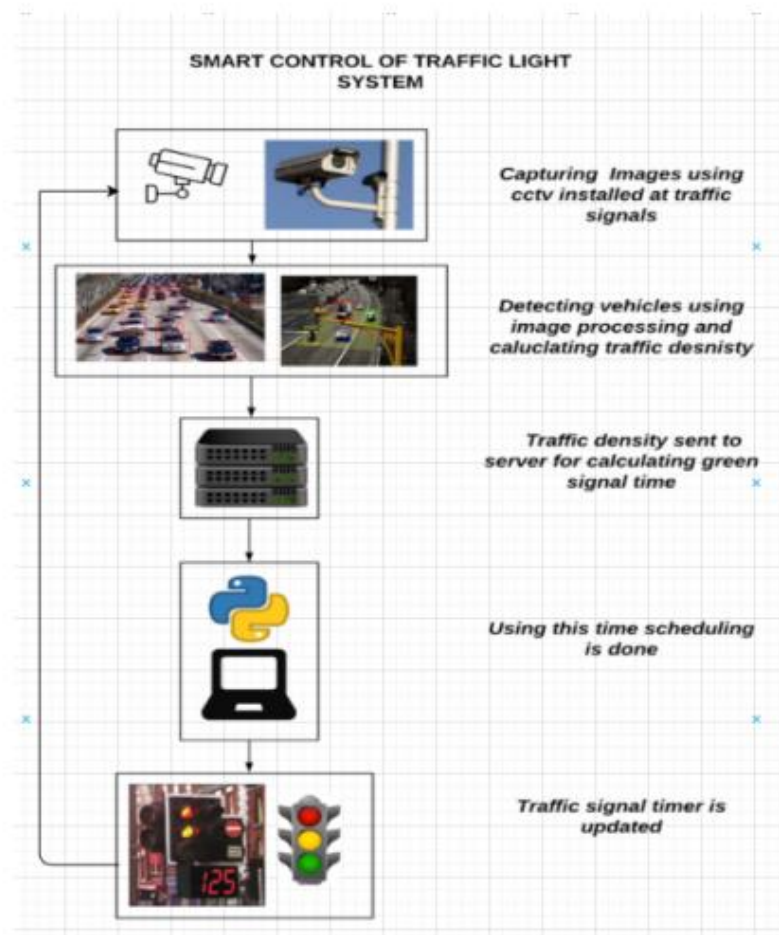 SMART CONTROL OF TRAFFIC LIGHT
SYSTEM
Capturing Images using
cctv installed at traffic
signals
Detecting vehicles using
image processing and
caluclating traffic desnisty
Traffic density sent to
server for calculating green
signal time
Using this time scheduling
is done
Traffic signal timer is
updated
125